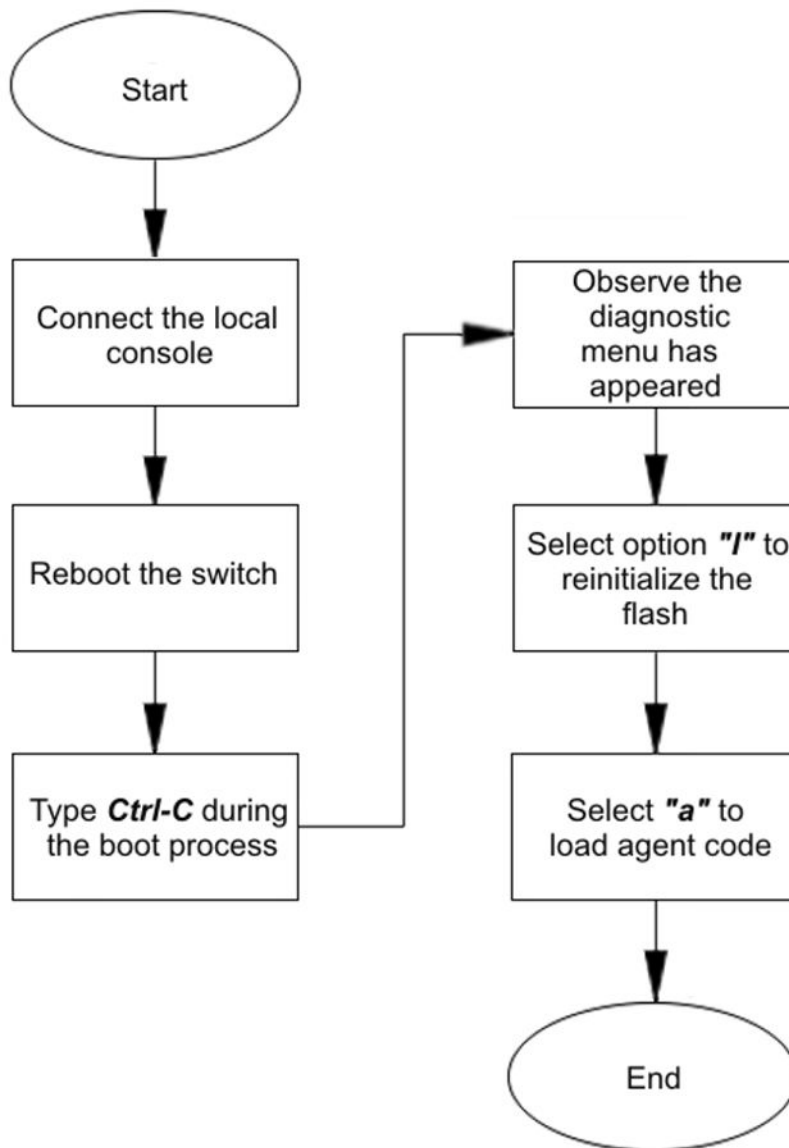 Start
Connect the local
console
Reboot the switch
Type Ctrl-C during
the boot process
Observe the
diagnostic
menu has
appeared
Select option "I" to
reinitialize the
flash
Select "a" to
load agent code
End